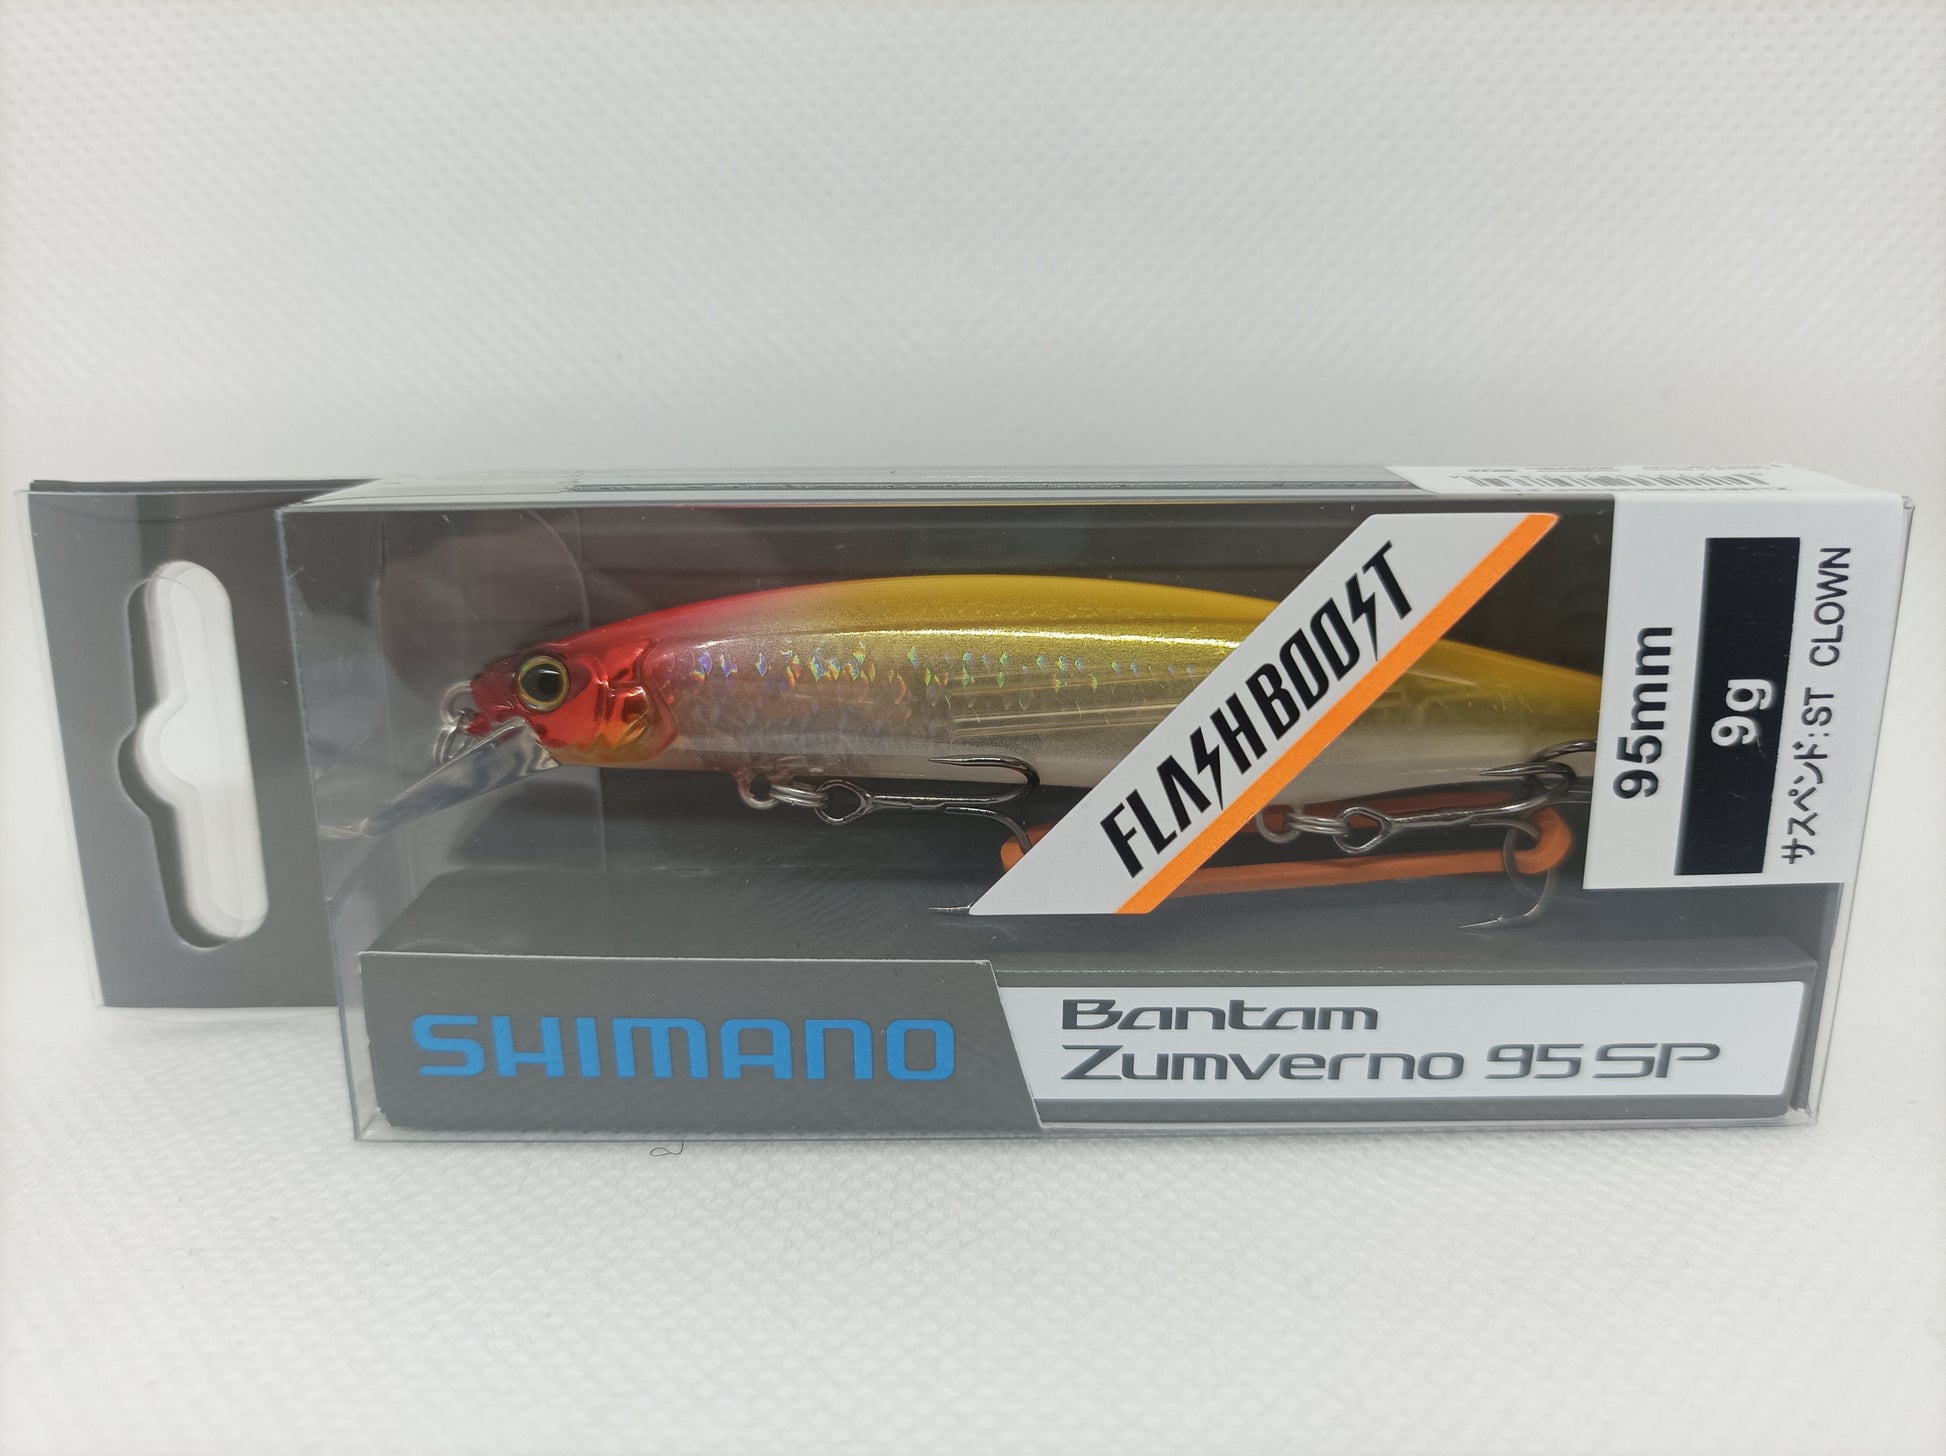 FLASHBOOST
95mm
9g
サスペンド:ST CLOWN
SHIMANO
Bantam
Zumverno 95 SP